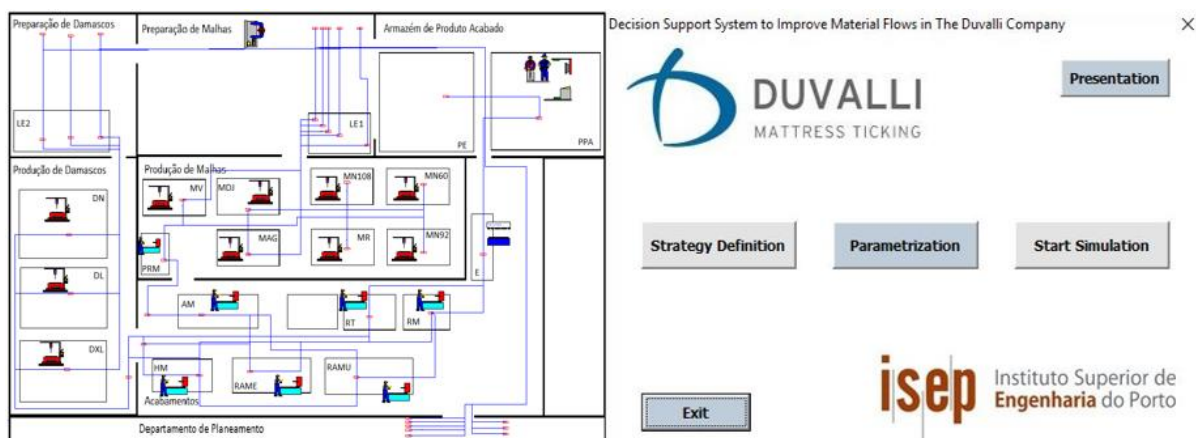 Preparação de Damascos
Preparação de Malhas
Armazém de Produto Acabado
LE2
LE1
PE
PPA
Produção de Damascos
Produção de Malhas
DN
MV
MDJ
MN108
MN60
MAG
MR
MN92
PRM
E
DL
AM
RT
RM
DXL
HM
RAME
RAMU
Acabamentos
Departamento de Planeamento
Decision Support System to Improve Material Flows in The Duvalli Company
Presentation
DUVALLI
MATTRESS TICKING
Strategy Definition
Parametrization
Start Simulation
Exit
isep
Instituto Superior de
Engenharia do Porto